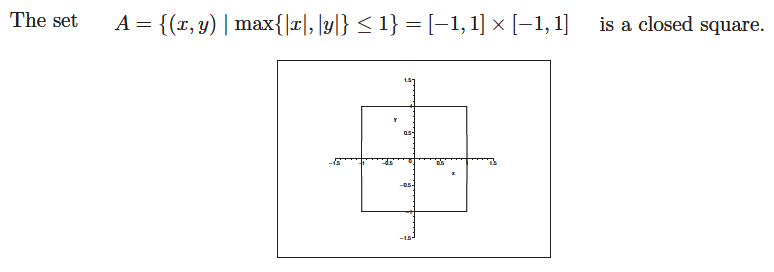 The set A = {(x, y) | max{|x|, |y|} ≤ 1} = [−1, 1] × [−1, 1] is a closed square.
1.5
1
y
0.5
−1.5 −1 −0.5 0 0.5 1 1.5
x
−0.5
−1
−1.5